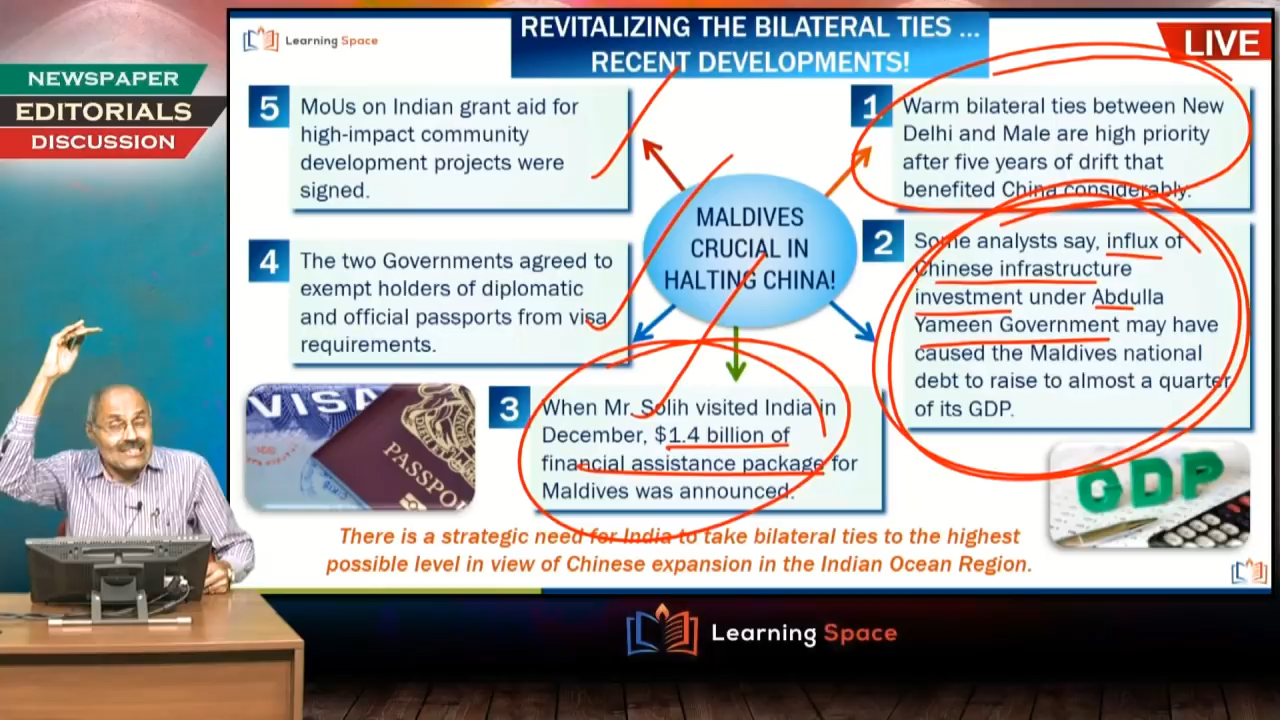 NEWSPAPER
EDITORIALS
DISCUSSION
Learning Space
REVITALIZING THE BILATERAL TIES ...
RECENT DEVELOPMENTS!
LIVE
5
MoUs on Indian grant aid for
high-impact community
development projects were
signed.
1
Warm bilateral ties between New
Delhi and Male are high priority
after five years of drift that
benefited China considerably.
MALDIVES
CRUCIAL IN
HALTING CHINA!
4
The two Governments agreed to
exempt holders of diplomatic
and official passports from visa
requirements.
2
Some analysts say, influx of
Chinese infrastructure
investment under Abdulla
Yameen Government may have
caused the Maldives national
debt to raise to almost a quarter
of its GDP.
3
When Mr. Solih visited India in
December, $1.4 billion of
financial assistance package for
Maldives was announced.
VISA
PASSPO
GDP
There is a strategic need for India to take bilateral ties to the highest
possible level in view of Chinese expansion in the Indian Ocean Region.
Learning Space